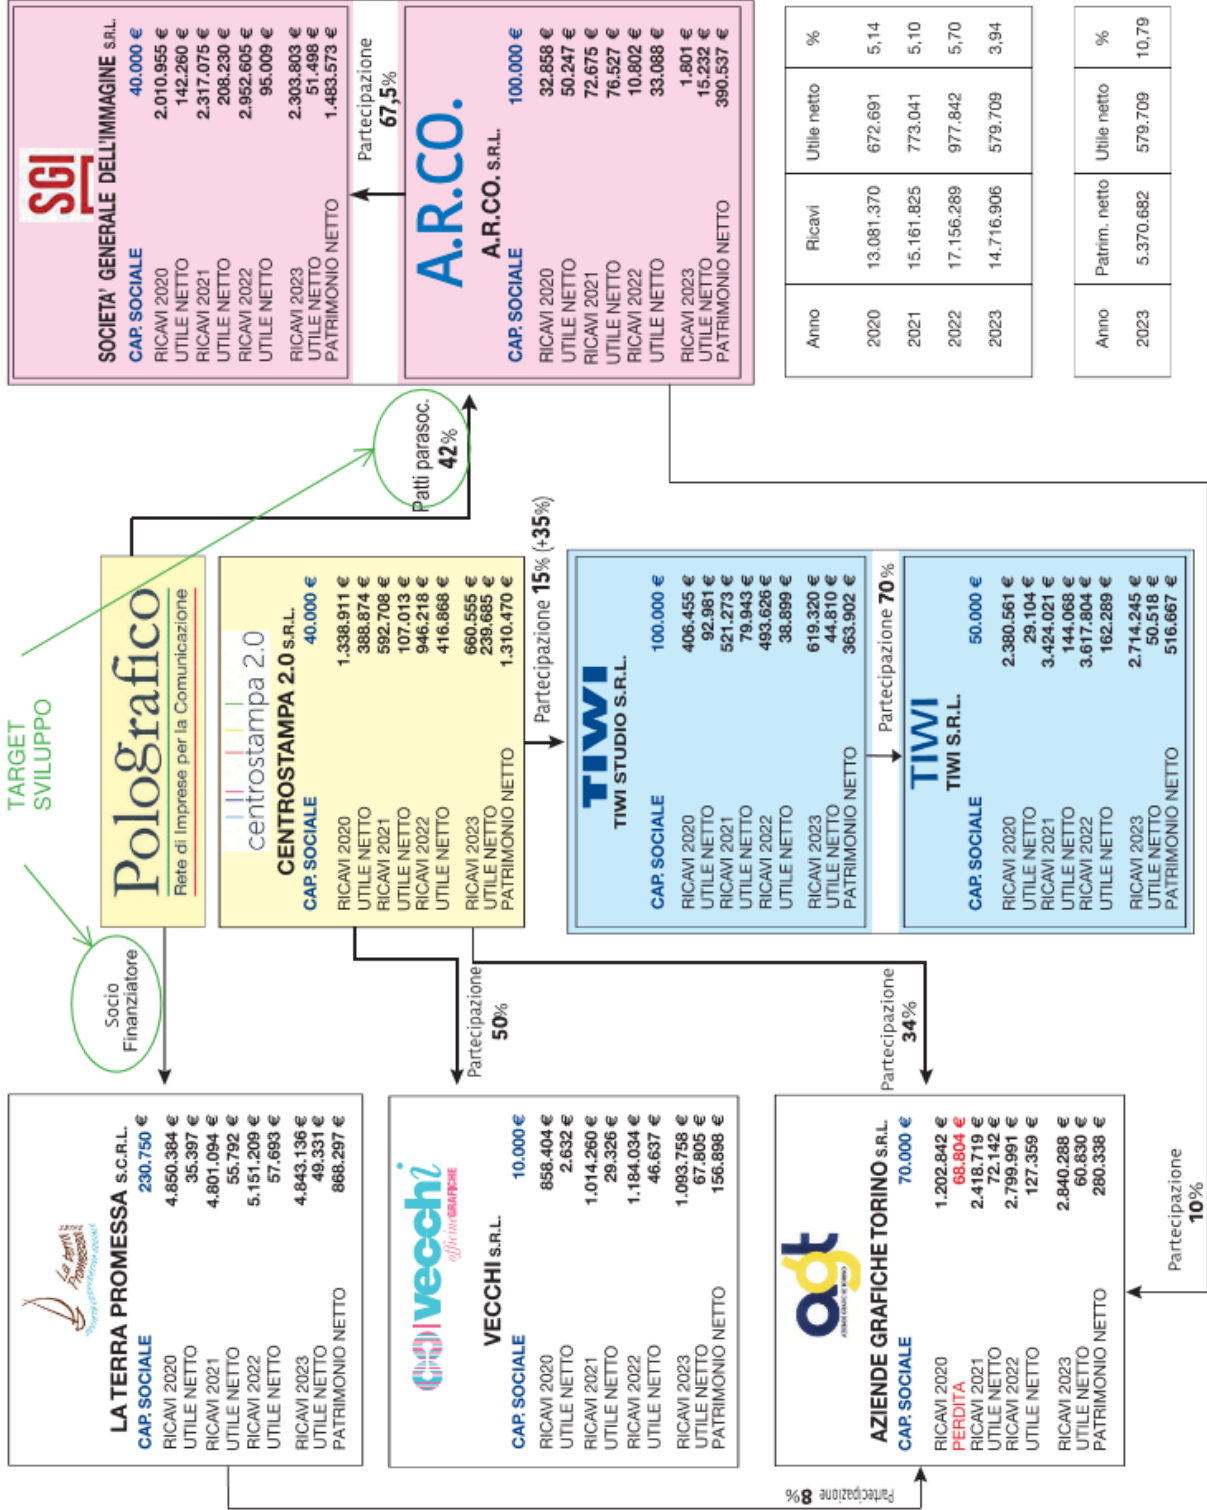 TARGET
SVILUPPO
La terra
Promessa
LA TERRA PROMESSA S.C.R.L.
CAP. SOCIALE 230.750 €
RICAVI 2020 4.850.384 €
UTILE NETTO 35.397 €
RICAVI 2021 4.801.094 €
UTILE NETTO 55.792 €
RICAVI 2022 5.151.209 €
UTILE NETTO 57.693 €
RICAVI 2023 4.843.136 €
UTILE NETTO 49.331 €
PATRIMONIO NETTO 868.297 €
Socio
Finanziatore
vecchi
officineGRAFICHE
VECCHI S.R.L.
CAP. SOCIALE 10.000 €
RICAVI 2020 858.404 €
UTILE NETTO 2.632 €
RICAVI 2021 1.014.260 €
UTILE NETTO 29.326 €
RICAVI 2022 1.184.034 €
UTILE NETTO 46.637 €
RICAVI 2023 1.093.758 €
UTILE NETTO 67.805 €
PATRIMONIO NETTO 156.898 €
Partecipazione
50%
agt
AZIENDE GRAFICHE TORINO
AZIENDE GRAFICHE TORINO S.R.L.
CAP. SOCIALE 70.000 €
RICAVI 2020 1.202.842 €
PERDITA 68.804 €
RICAVI 2021 2.418.719 €
UTILE NETTO 72.142 €
RICAVI 2022 2.799.991 €
UTILE NETTO 127.359 €
RICAVI 2023 2.840.288 €
UTILE NETTO 60.830 €
PATRIMONIO NETTO 280.338 €
Partecipazione 8%
Partecipazione
34%
Partecipazione
10%
Polografico
Rete di Imprese per la Comunicazione
centrostampa 2.0
CENTROSTAMPA 2.0 S.R.L.
CAP. SOCIALE 40.000 €
RICAVI 2020 1.338.911 €
UTILE NETTO 388.874 €
RICAVI 2021 592.708 €
UTILE NETTO 107.013 €
RICAVI 2022 946.218 €
UTILE NETTO 416.868 €
RICAVI 2023 660.555 €
UTILE NETTO 239.685 €
PATRIMONIO NETTO 1.310.470 €
Partecipazione 15% (+35%)
TIWI
TIWI STUDIO S.R.L.
CAP. SOCIALE 100.000 €
RICAVI 2020 406.455 €
UTILE NETTO 92.981 €
RICAVI 2021 521.273 €
UTILE NETTO 79.943 €
RICAVI 2022 493.626 €
UTILE NETTO 38.899 €
RICAVI 2023 619.320 €
UTILE NETTO 44.810 €
PATRIMONIO NETTO 363.902 €
Partecipazione 70%
TIWI
TIWI S.R.L.
CAP. SOCIALE 50.000 €
RICAVI 2020 2.380.561 €
UTILE NETTO 29.104 €
RICAVI 2021 3.424.021 €
UTILE NETTO 144.068 €
RICAVI 2022 3.617.804 €
UTILE NETTO 162.289 €
RICAVI 2023 2.714.245 €
UTILE NETTO 50.518 €
PATRIMONIO NETTO 516.667 €
Patti parasoc.
42%
SGI
SOCIETA' GENERALE DELL'IMMAGINE S.R.L.
CAP. SOCIALE 40.000 €
RICAVI 2020 2.010.955 €
UTILE NETTO 142.260 €
RICAVI 2021 2.317.075 €
UTILE NETTO 208.230 €
RICAVI 2022 2.952.605 €
UTILE NETTO 95.009 €
RICAVI 2023 2.303.803 €
UTILE NETTO 51.498 €
PATRIMONIO NETTO 1.483.573 €
Partecipazione
67,5%
A.R.CO.
A.R.CO. S.R.L.
CAP. SOCIALE 100.000 €
RICAVI 2020 32.858 €
UTILE NETTO 50.247 €
RICAVI 2021 72.675 €
UTILE NETTO 76.527 €
RICAVI 2022 10.802 €
UTILE NETTO 33.088 €
RICAVI 2023 1.801 €
UTILE NETTO 15.232 €
PATRIMONIO NETTO 390.537 €
Anno Ricavi Utile netto %
2020 13.081.370 672.691 5,14
2021 15.161.825 773.041 5,10
2022 17.156.289 977.842 5,70
2023 14.716.906 579.709 3,94
Anno Patrim. netto Utile netto %
2023 5.370.682 579.709 10,79